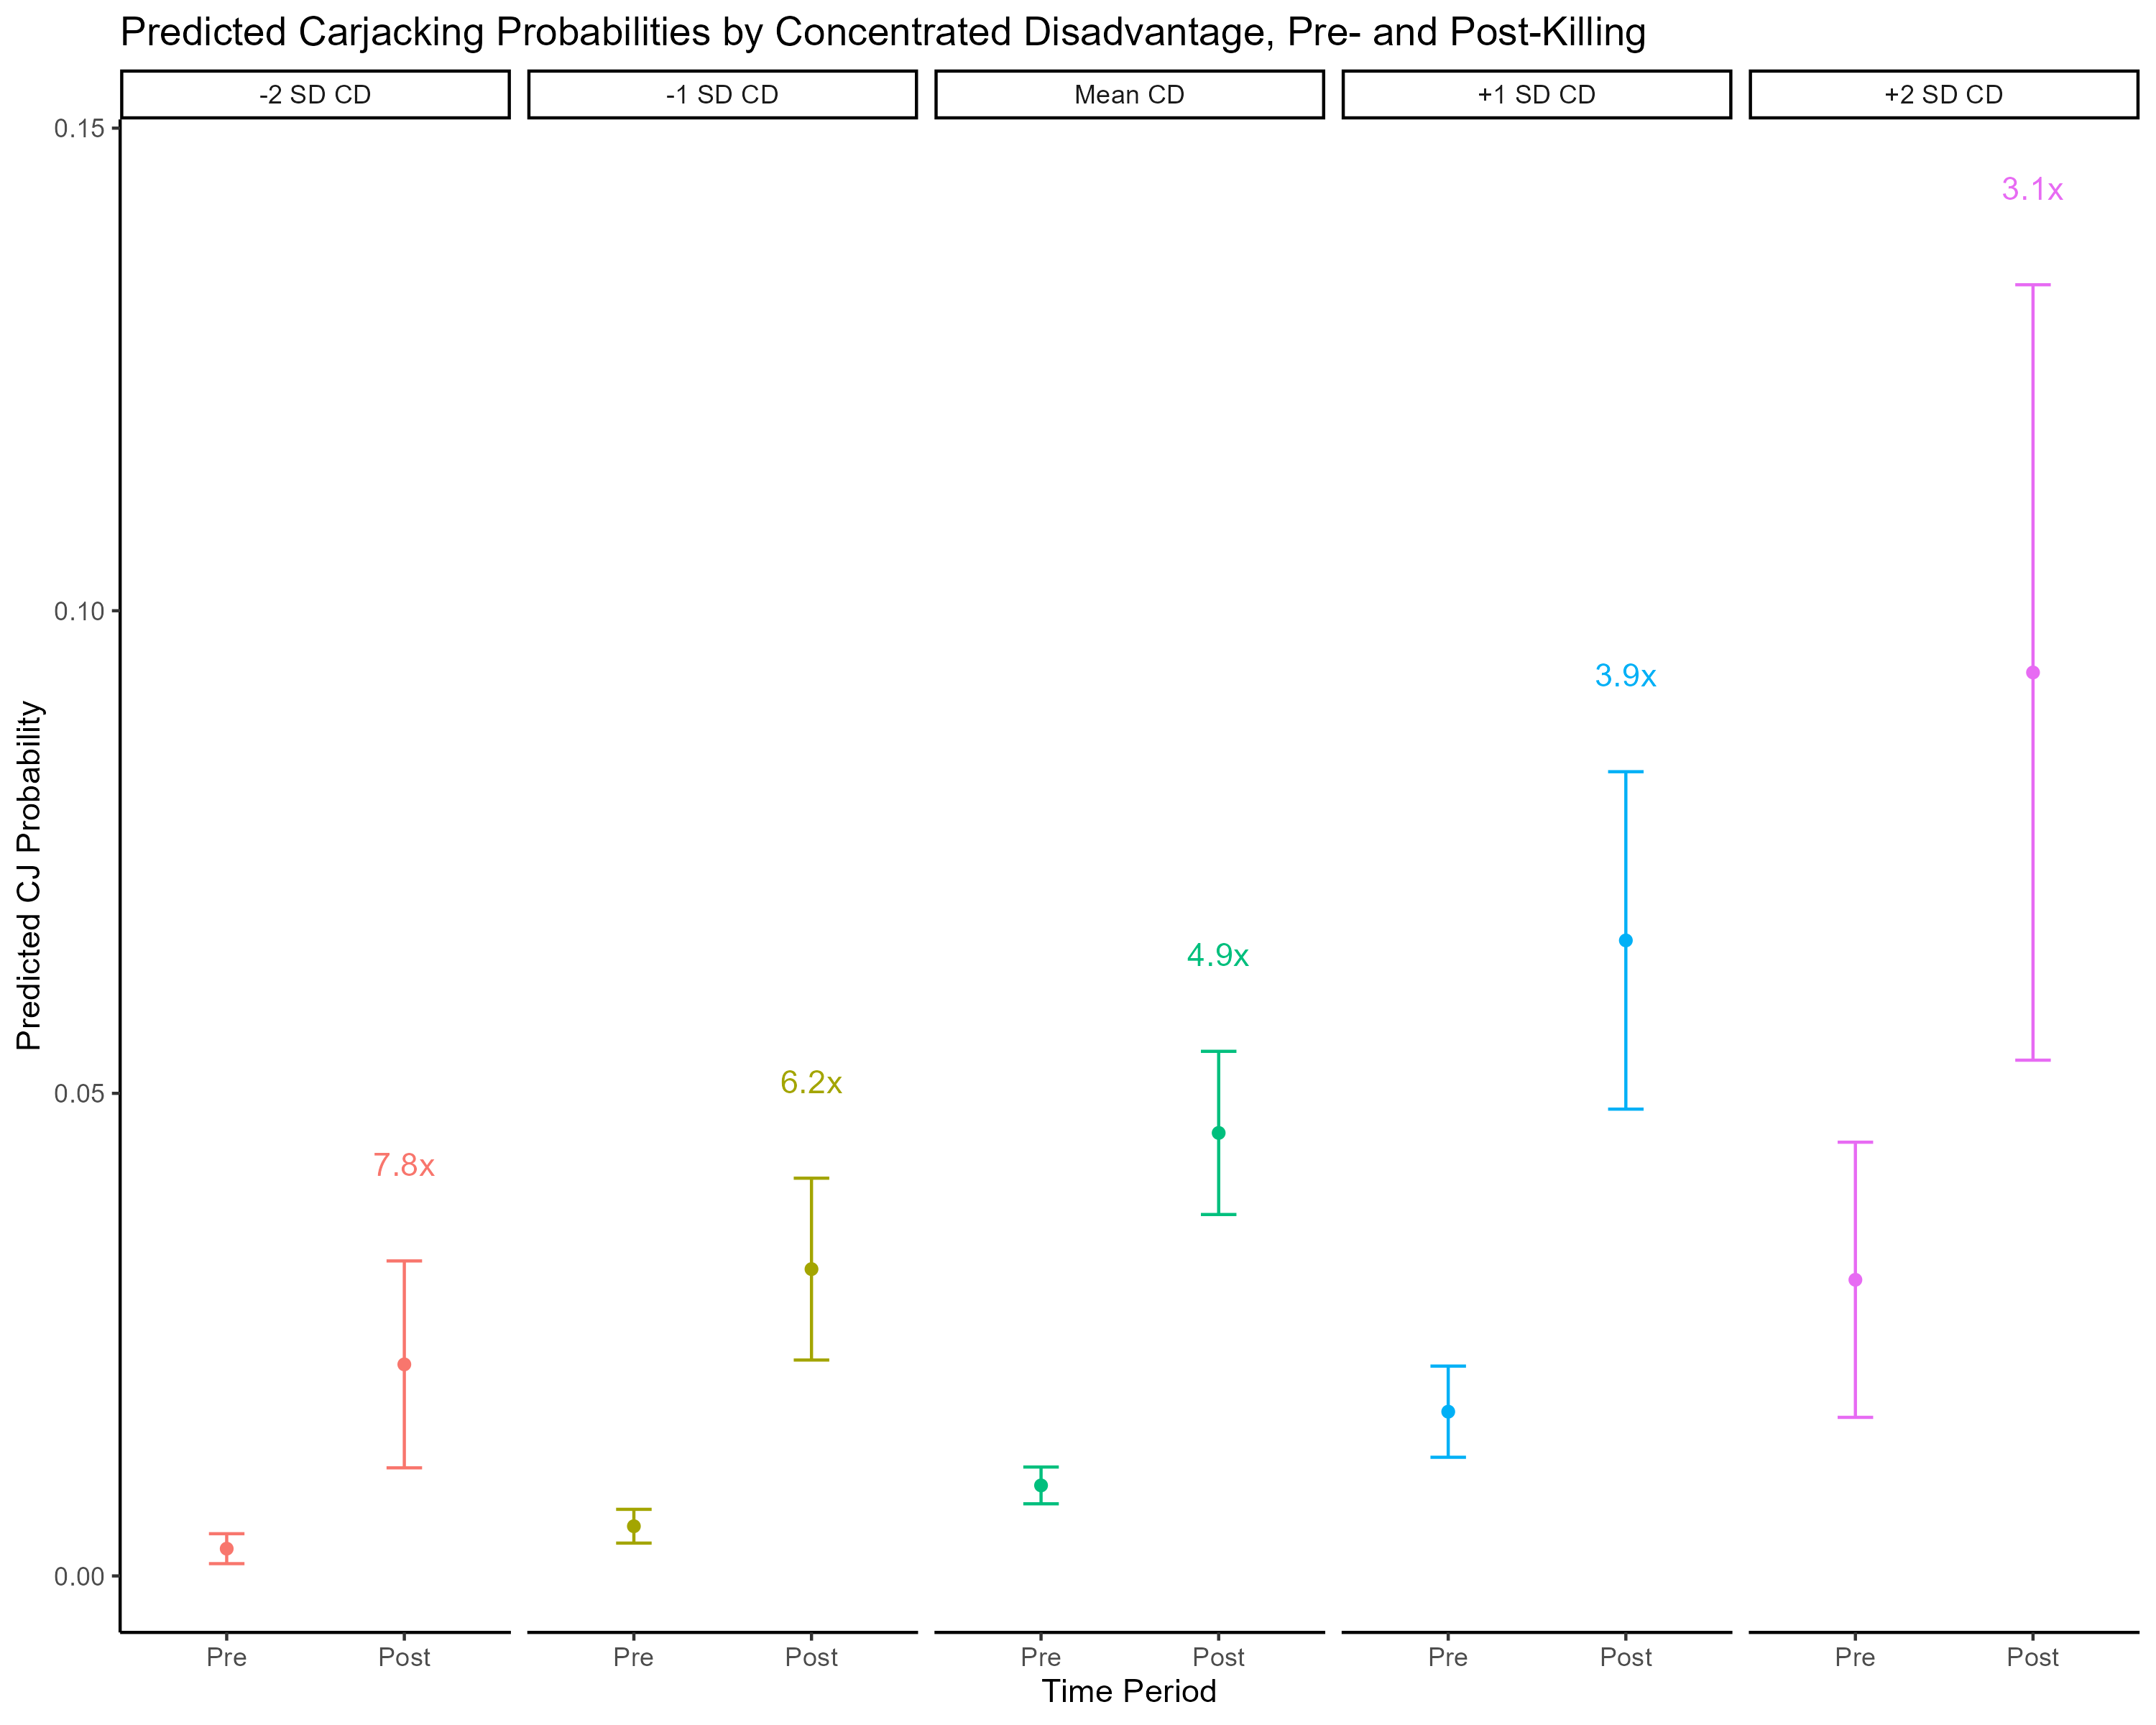 Predicted Carjacking Probabilities by Concentrated Disadvantage, Pre- and Post-Killing
-2 SD CD
-1 SD CD
Mean CD
+1 SD CD
+2 SD CD
0.15
0.10
0.05
0.00
Predicted CJ Probability
7.8x
6.2x
4.9x
3.9x
3.1x
Pre Post
Pre Post
Pre Post
Pre Post
Pre Post
Time Period